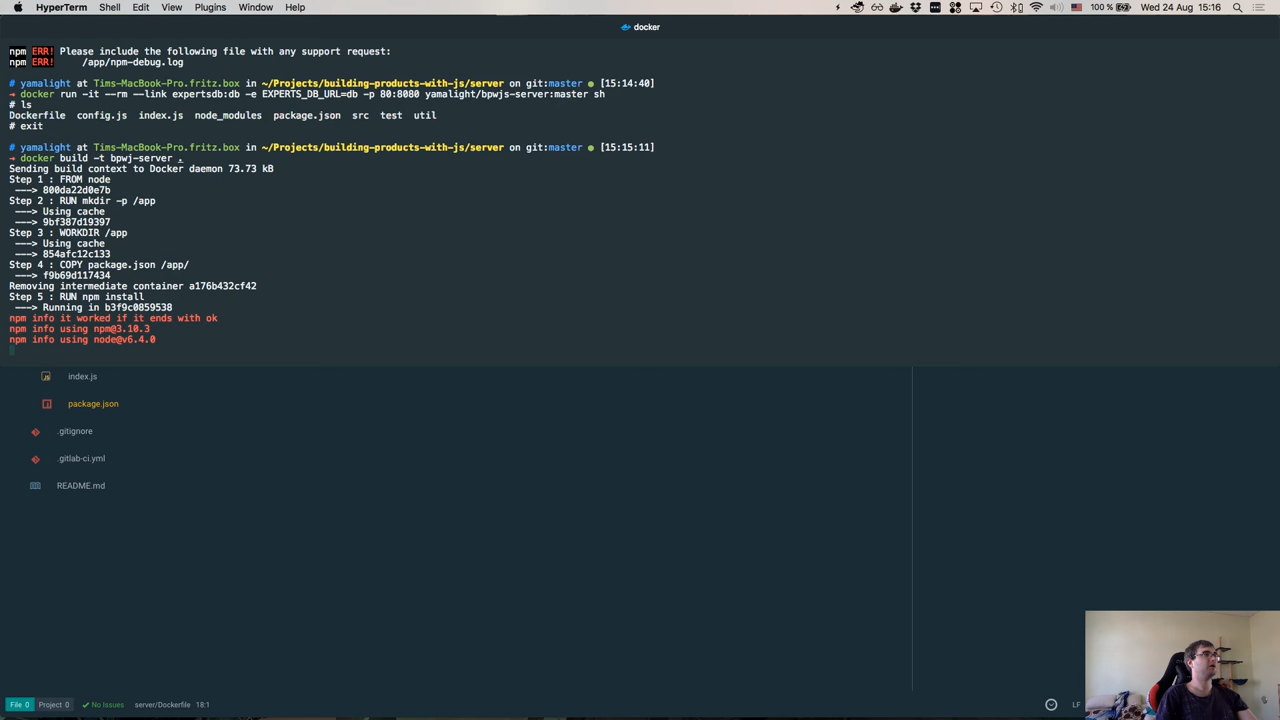 HyperTerm Shell Edit View Plugins Window Help 100 % Wed 24 Aug 15:16
docker
npm ERR! Please include the following file with any support request:
npm ERR!     /app/npm-debug.log
# yamalight at Tims-MacBook-Pro.fritz.box in ~/Projects/building-products-with-js/server on git:master ● [15:14:40]
→ docker run -it --rm --link expertsdb:db -e EXPERTS_DB_URL=db -p 80:8080 yamalight/bpwjs-server:master sh
# ls
Dockerfile  config.js  index.js  node_modules  package.json  src  test  util
# exit
# yamalight at Tims-MacBook-Pro.fritz.box in ~/Projects/building-products-with-js/server on git:master ● [15:15:11]
→ docker build -t bpwj-server .
Sending build context to Docker daemon 73.73 kB
Step 1 : FROM node
 ---> 800da22d0e7b
Step 2 : RUN mkdir -p /app
 ---> Using cache
 ---> 9bf387d19397
Step 3 : WORKDIR /app
 ---> Using cache
 ---> 854afc12c133
Step 4 : COPY package.json /app/
 ---> f9b69d117434
Removing intermediate container a176b432cf42
Step 5 : RUN npm install
 ---> Running in b3f9c0859538
npm info it worked if it ends with ok
npm info using npm@3.10.3
npm info using node@v6.4.0
index.js
package.json
.gitignore
.gitlab-ci.yml
README.md
File 0 Project 0 ✓ No Issues server/Dockerfile 18:1 LF